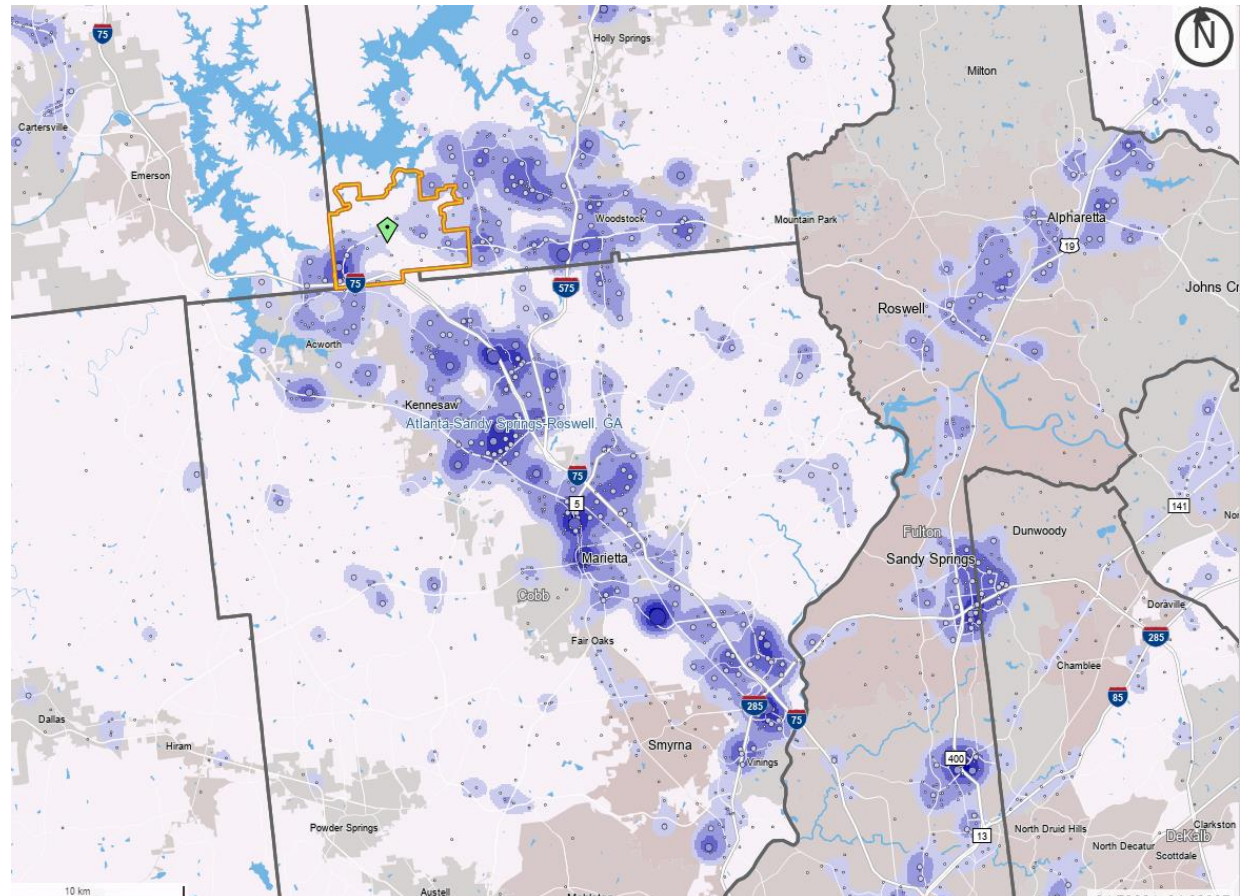 75
Holly Springs
N
Milton
Cartersville
Emerson
Woodstock
Mountain Park
Alpharetta
19
75
575
Johns Cr
Roswell
Acworth
Kennesaw
Atlanta-Sandy Springs-Roswell, GA
75
5
141
Fulton
Dunwoody
Sandy Springs
Marietta
Cobb
Doraville
Fair Oaks
285
Chamblee
85
285
75
Dallas
Hiram
Smyrna
Vinings
400
Powder Springs
13
North Druid Hills
Clarkston
DeKalb
North Decatur
Scottdale
10 km
Austell